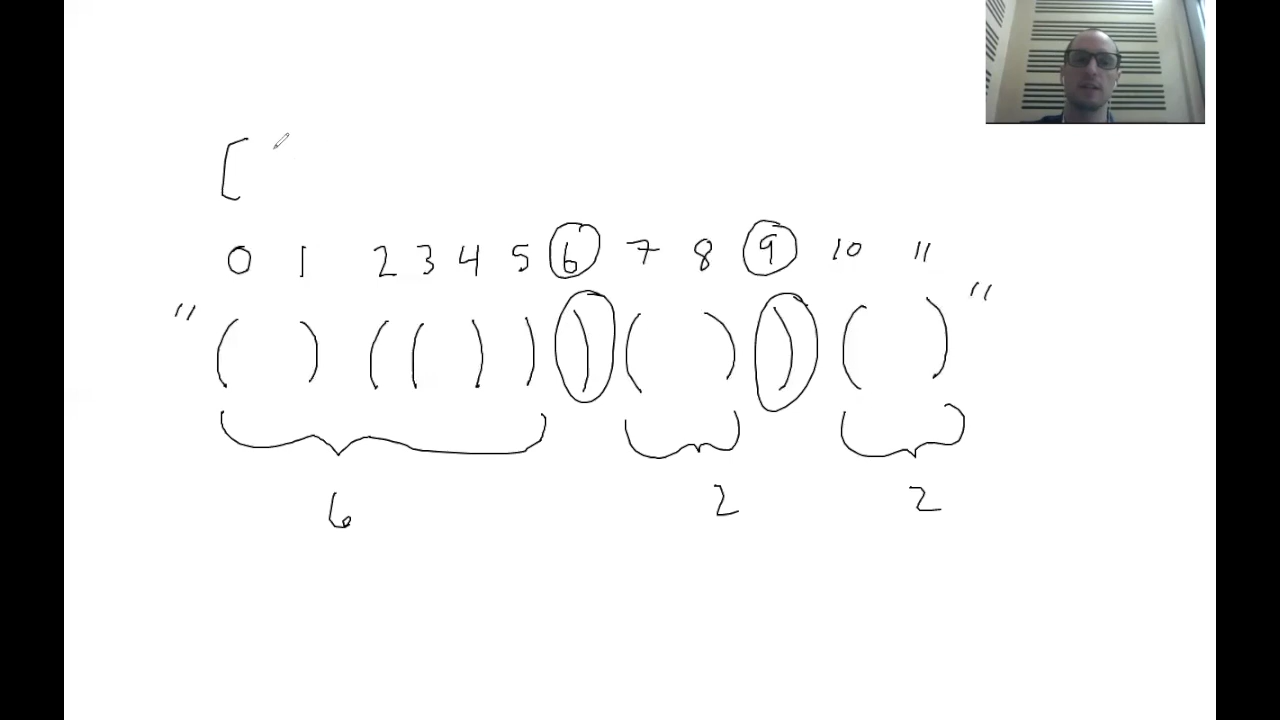 [
0 1 2 3 4 5 6 7 8 9 10 11
"( ) ( ( ) ) ) ( ) ) ( )"
6 2 2